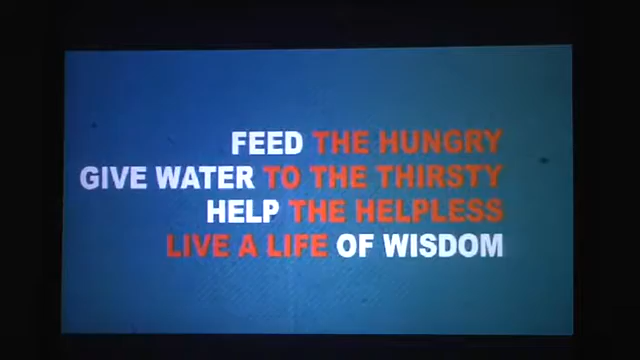 FEED THE HUNGRY
GIVE WATER TO THE THIRSTY
HELP THE HELPLESS
LIVE A LIFE OF WISDOM